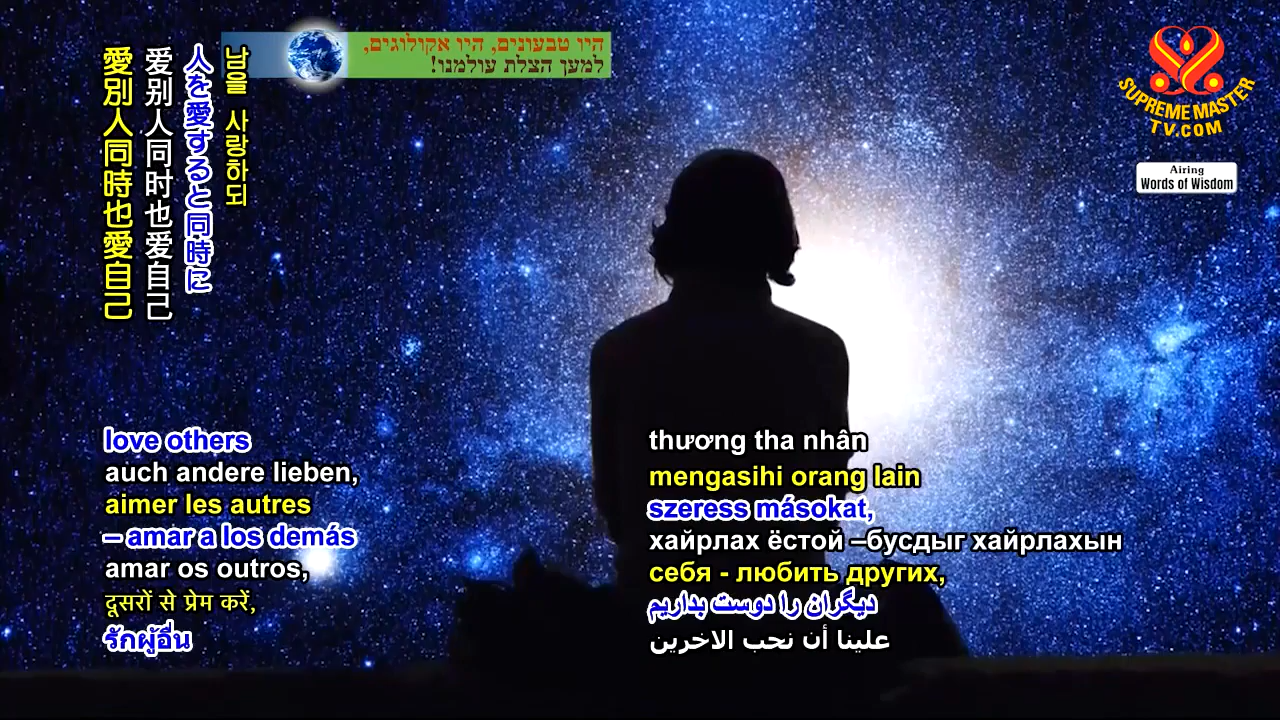 היו טבעונים, היו אקולוגים,
למען הצלת עולמנו!
SUPREME MASTER
TV.COM
Airing
Words of Wisdom
남을 사랑하되
人を愛すると同時に
爱别人同时也爱自己
愛別人同時也愛自己
love others
auch andere lieben,
aimer les autres
– amar a los demás
amar os outros,
दूसरों से प्रेम करें,
รักผู้อื่น
thương tha nhân
mengasihi orang lain
szeress másokat,
хайрлах ёстой –бусдыг хайрлахын
себя - любить других,
دیگران را دوست بداریم
علينا أن نحب الاخرين